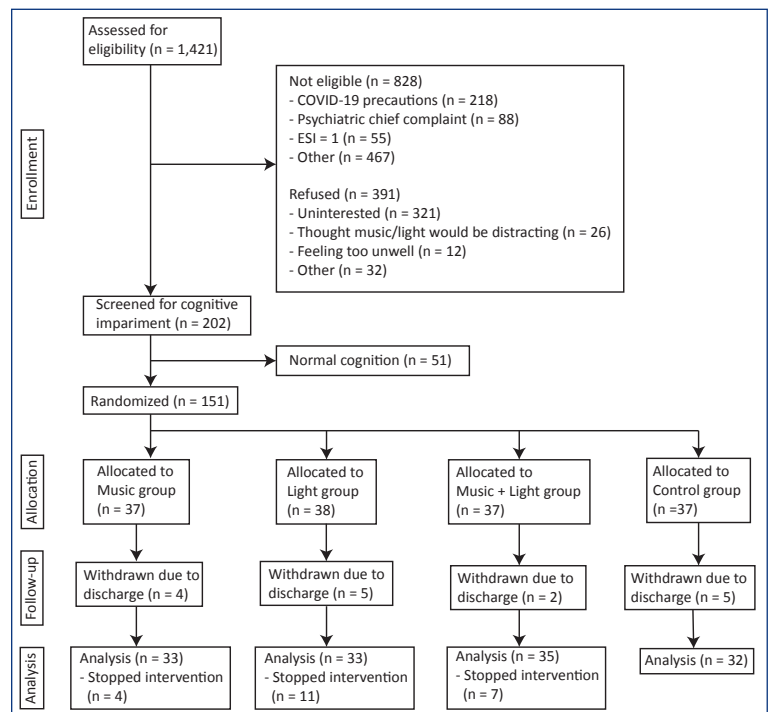 Assessed for
eligibility (n = 1,421)
Not eligible (n = 828)
- COVID-19 precautions (n = 218)
- Psychiatric chief complaint (n = 88)
- ESI = 1 (n = 55)
- Other (n = 467)
Refused (n = 391)
- Uninterested (n = 321)
- Thought music/light would be distracting (n = 26)
- Feeling too unwell (n = 12)
- Other (n = 32)
Enrollment
Screened for cognitive
impariment (n = 202)
Normal cognition (n = 51)
Randomized (n = 151)
Allocation
Allocated to
Music group
(n = 37)
Allocated to
Light group
(n = 38)
Allocated to
Music + Light group
(n = 37)
Allocated to
Control group
(n =37)
Follow-up
Withdrawn due to
discharge (n = 4)
Withdrawn due to
discharge (n = 5)
Withdrawn due to
discharge (n = 2)
Withdrawn due to
discharge (n = 5)
Analysis
Analysis (n = 33)
- Stopped intervention
(n = 4)
Analysis (n = 33)
- Stopped intervention
(n = 11)
Analysis (n = 35)
- Stopped intervention
(n = 7)
Analysis (n = 32)